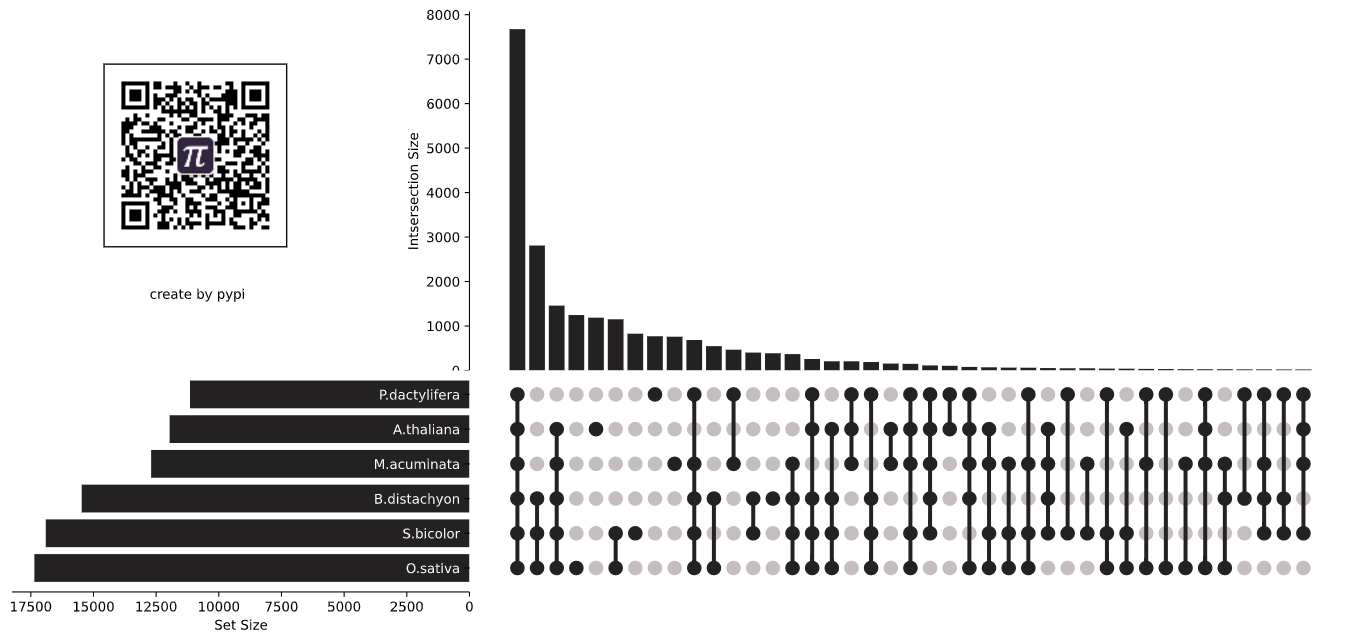 8000
7000
6000
5000
4000
3000
2000
1000
0
Intsersection Size
π
create by pypi
P.dactylifera
A.thaliana
M.acuminata
B.distachyon
S.bicolor
O.sativa
17500 15000 12500 10000 7500 5000 2500 0
Set Size